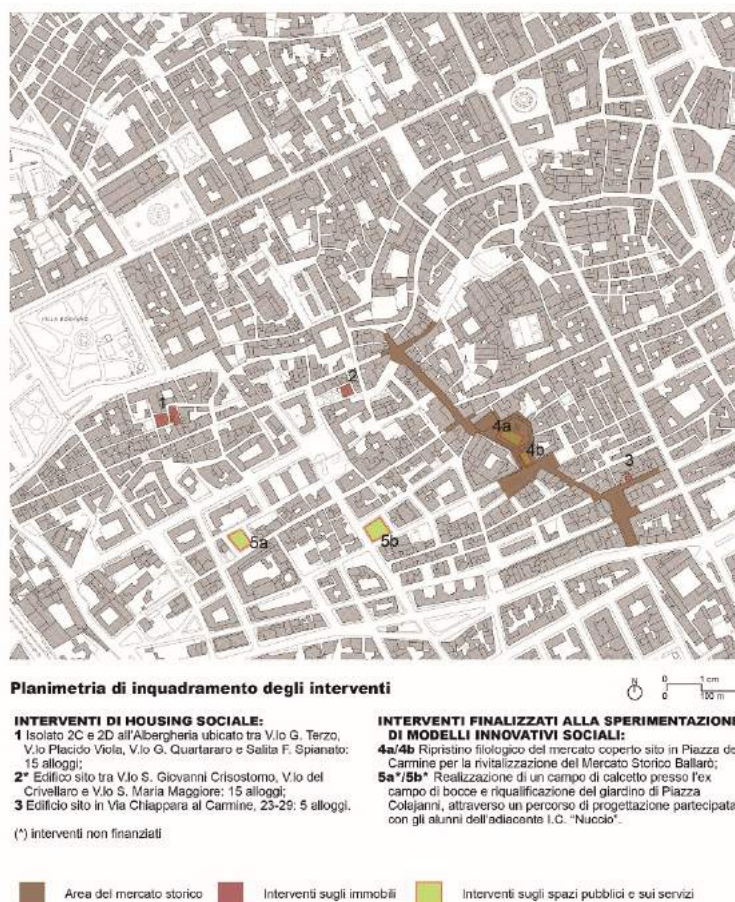 VILLA BONANNO
1
2
3
4a
4b
5a
5b
Planimetria di inquadramento degli interventi
N
0 1 cm
100 m
INTERVENTI DI HOUSING SOCIALE:
1 Isolato 2C e 2D all'Albergheria ubicato tra V.lo G. Terzo,
V.lo Placido Viola, V.lo G. Quartararo e Salita F. Spianato:
15 alloggi;
2* Edifico sito tra V.lo S. Giovanni Crisostomo, V.lo del
Crivellaro e V.lo S. Maria Maggiore: 15 alloggi;
3 Edificio sito in Via Chiappara al Carmine, 23-29: 5 alloggi.
(*) interventi non finanziati
INTERVENTI FINALIZZATI ALLA SPERIMENTAZIONE
DI MODELLI INNOVATIVI SOCIALI:
4a/4b Ripristino filologico del mercato coperto sito in Piazza del
Carmine per la rivitalizzazione del Mercato Storico Ballarò;
5a*/5b* Realizzazione di un campo di calcetto presso l'ex
campo di bocce e riqualificazione del giardino di Piazza
Colajanni, attraverso un percorso di progettazione partecipata
con gli alunni dell'adiacente I.C. "Nuccio".
Area del mercato storico
Interventi sugli immobili
Interventi sugli spazi pubblici e sui servizi